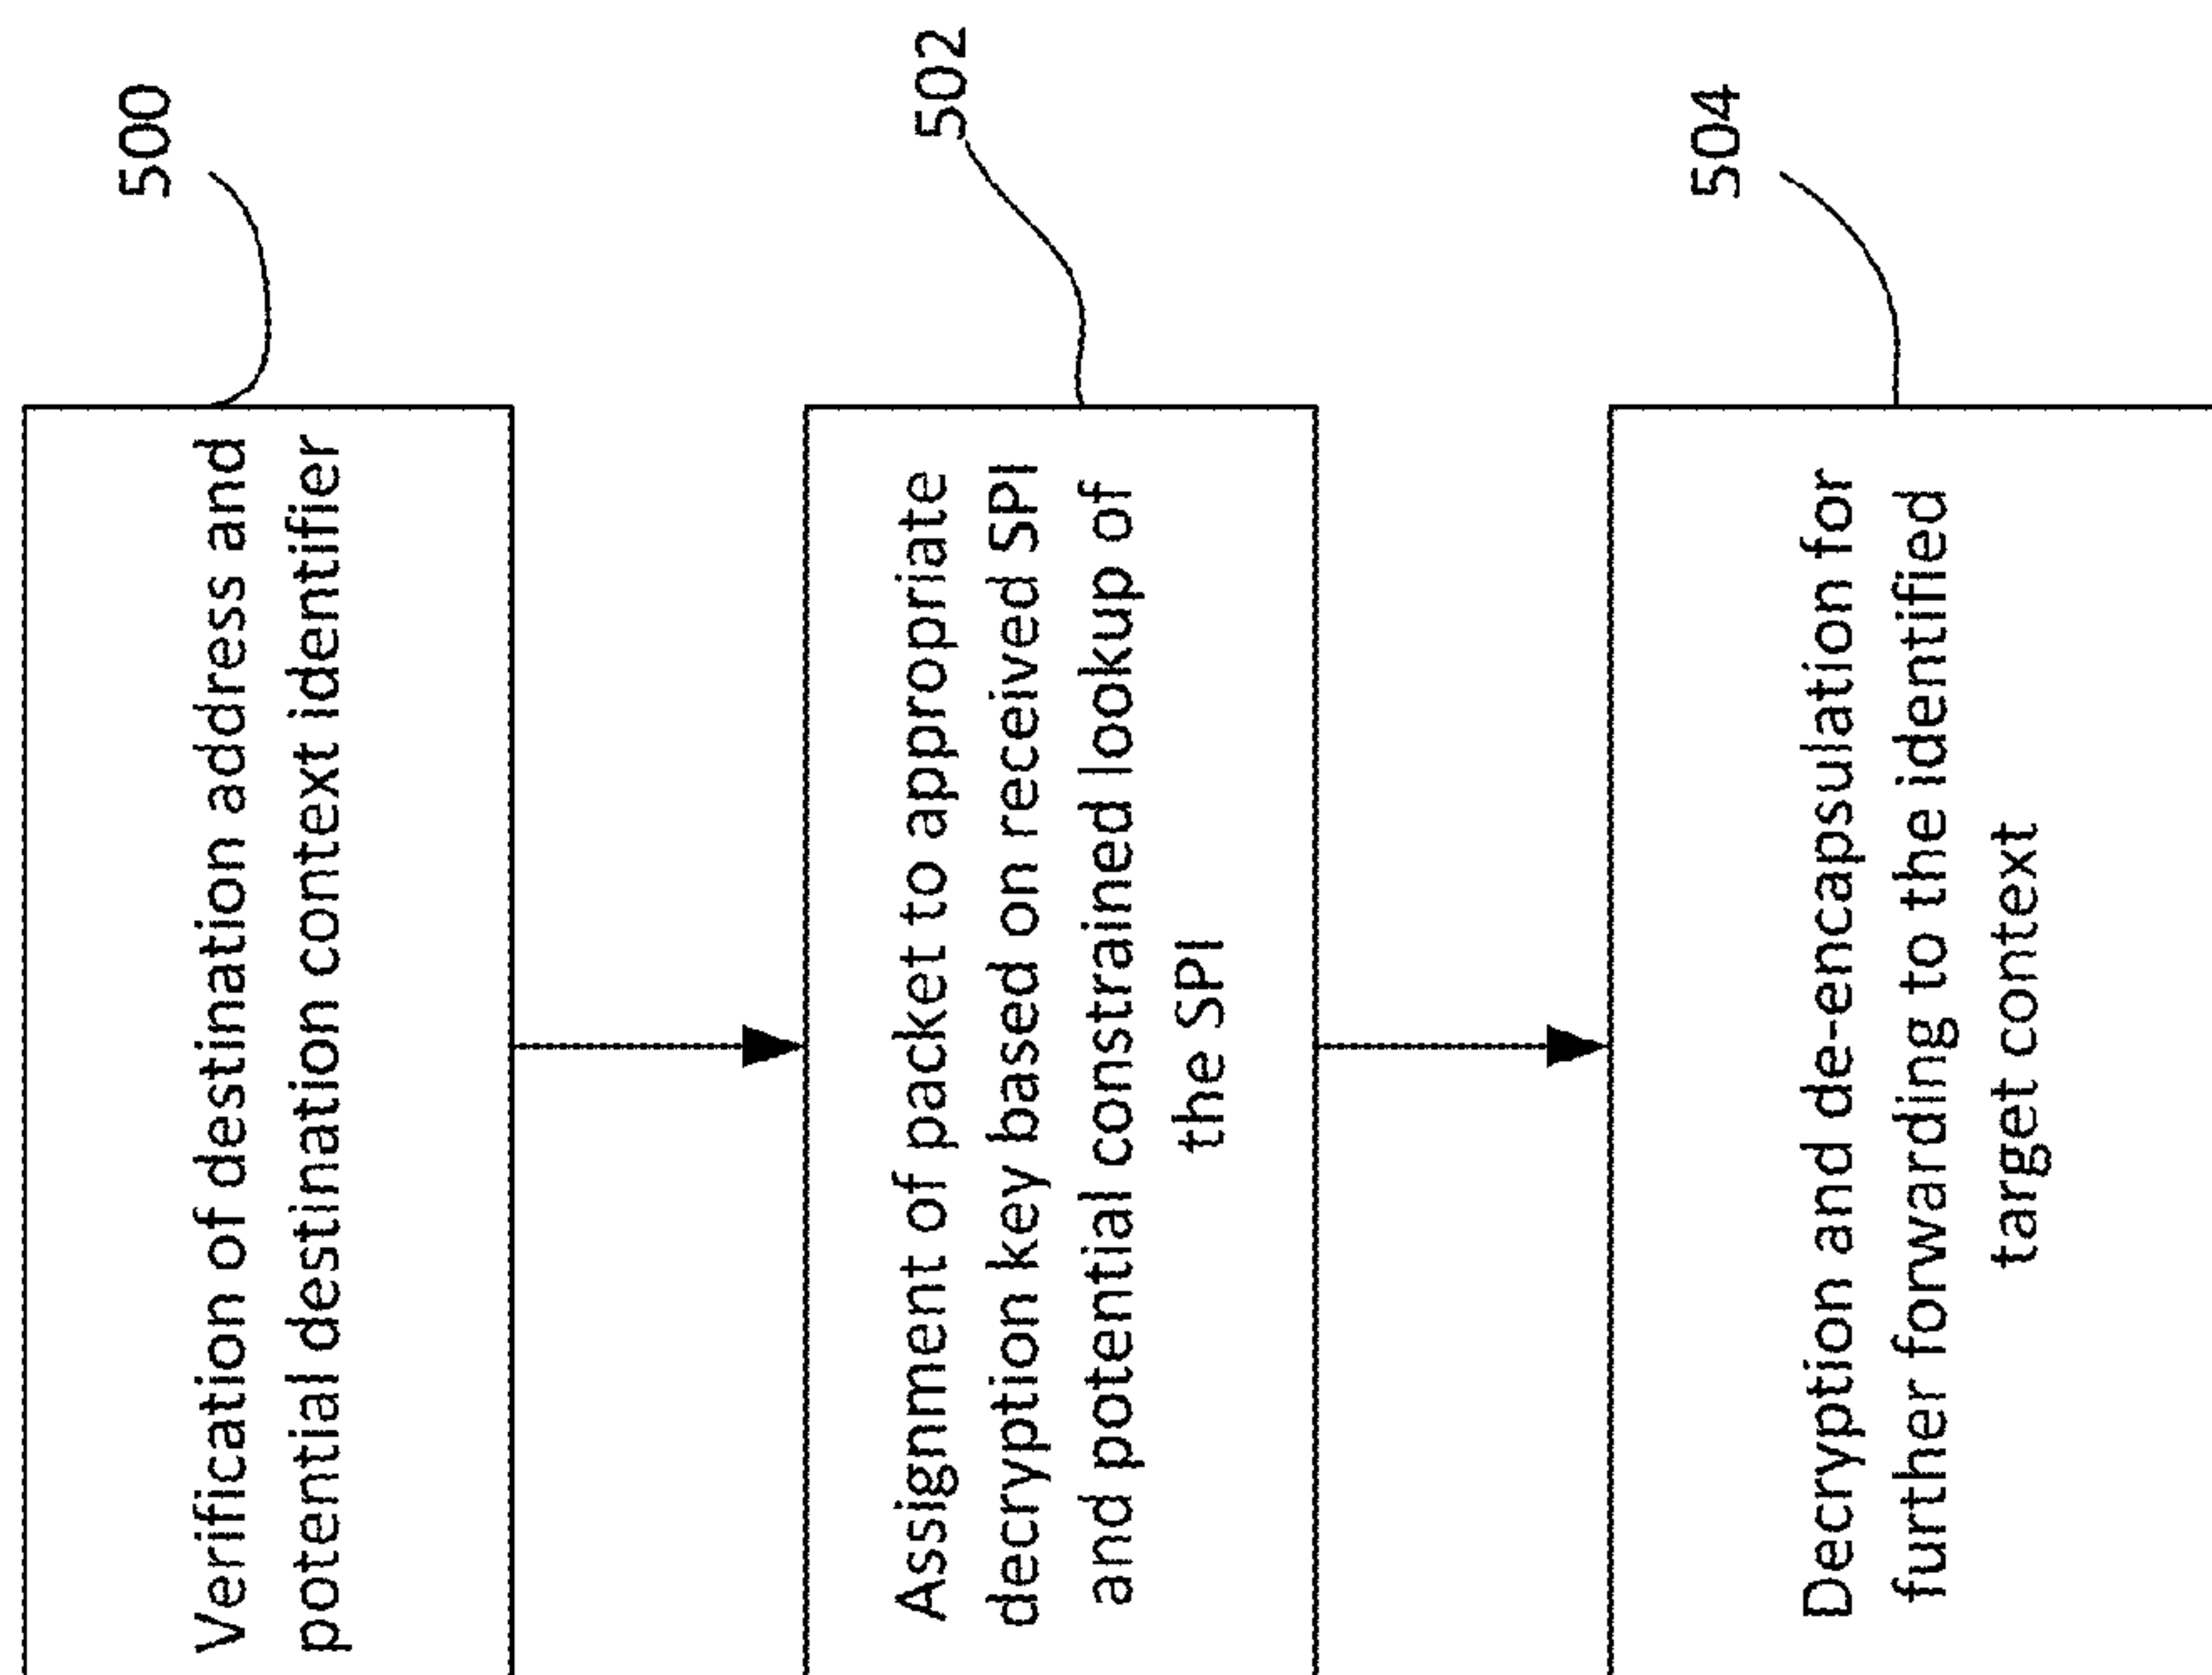 500
Verification of destination address and
potential destination context identifier
502
Assignment of packet to appropriate
decryption key based on received SPI
and potential constrained lookup of
the SPI
504
Decryption and de-encapsulation for
further forwarding to the identified
target context